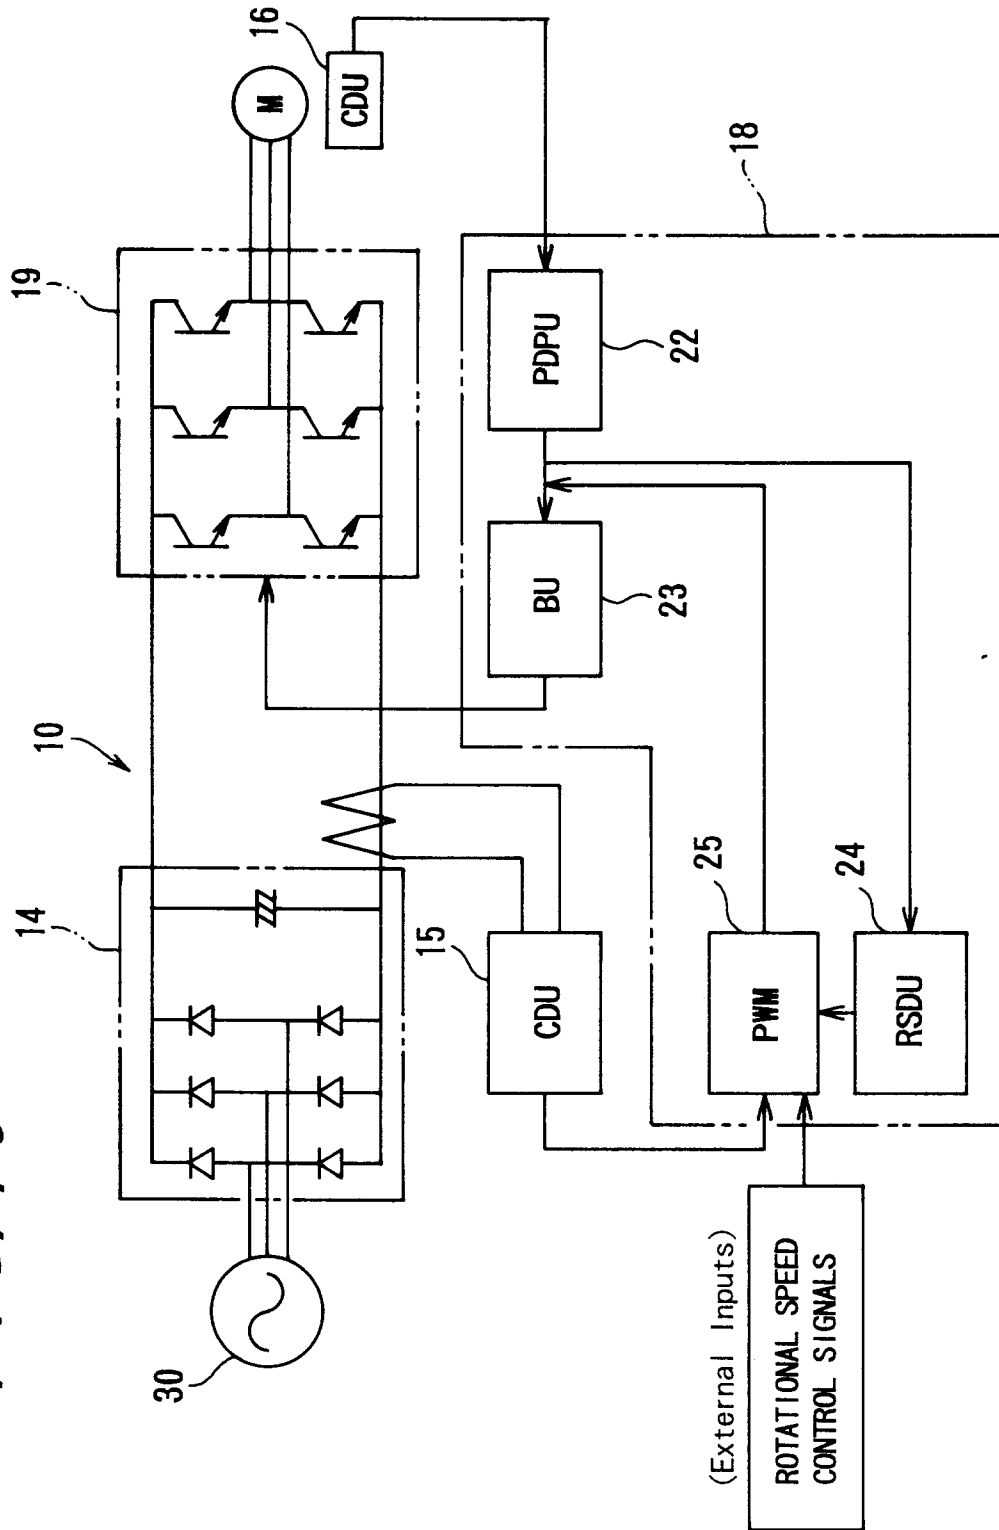 10
14
19
16
M
CDU
30
15
CDU
18
PDPU
22
BU
23
25
PWM
24
RSDU
(External Inputs)
ROTATIONAL SPEED
CONTROL SIGNALS